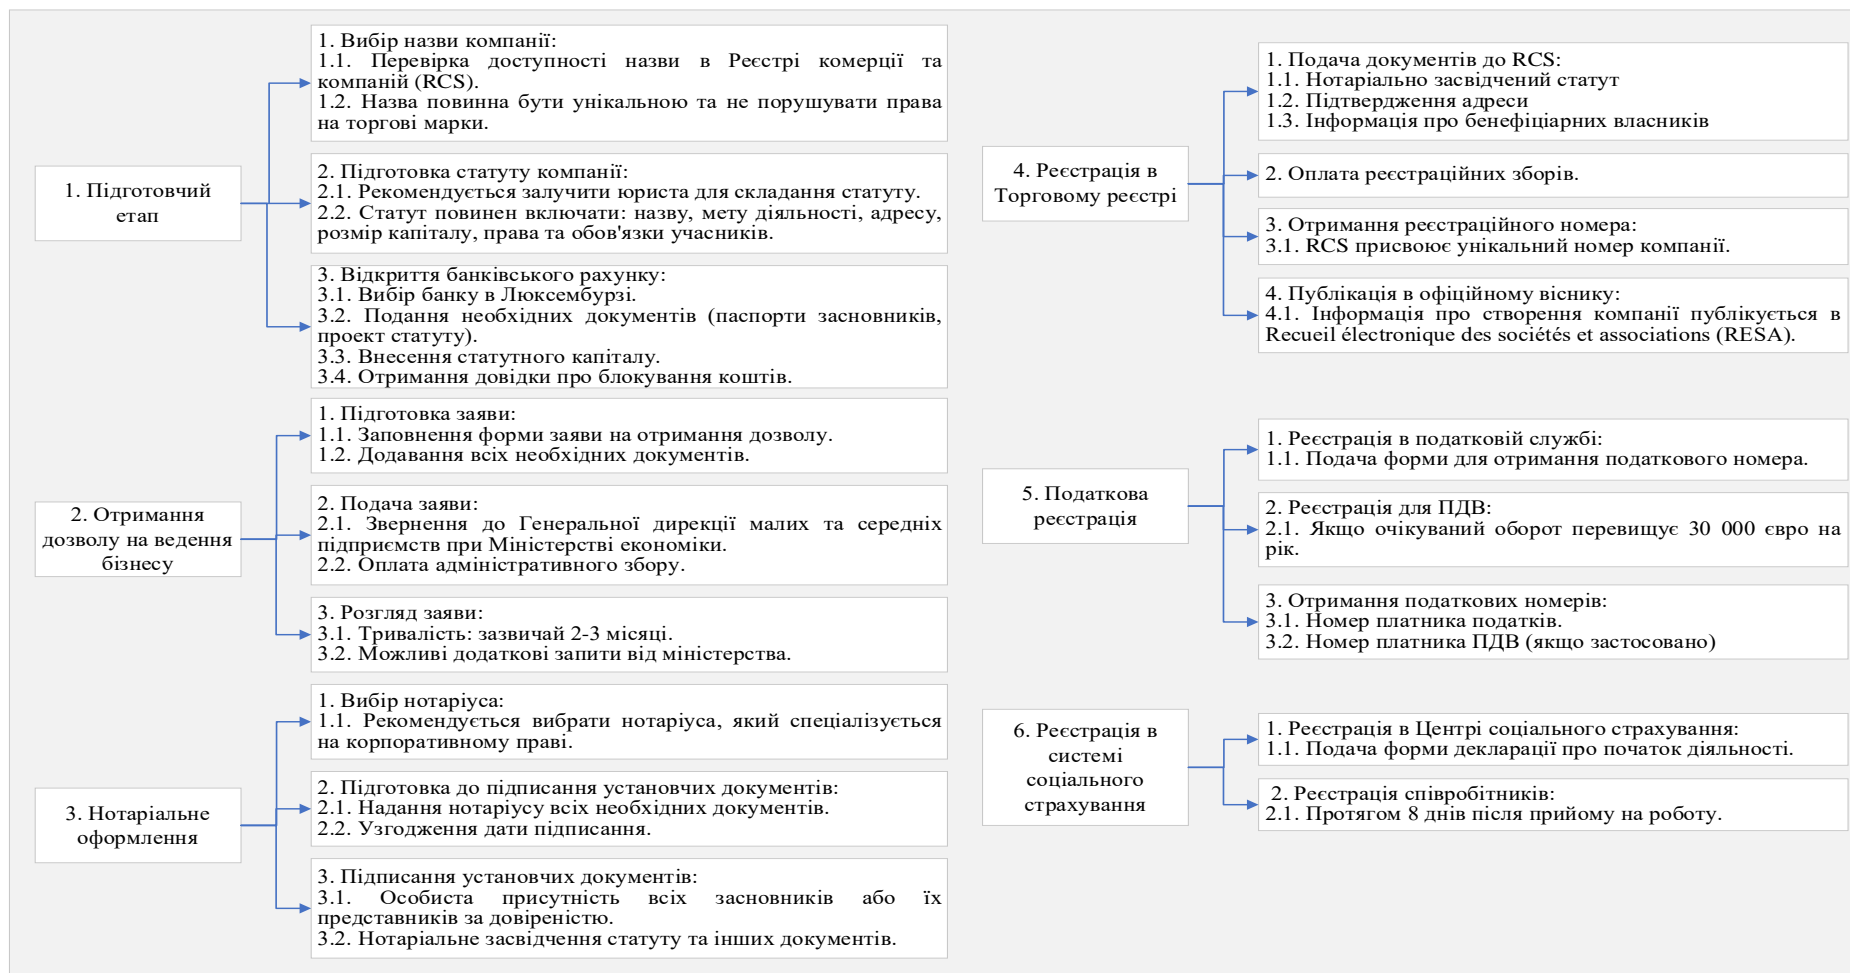 1. Підготовчий
етап
1. Вибір назви компанії:
1.1. Перевірка доступності назви в Реєстрі комерції та
компаній (RCS).
1.2. Назва повинна бути унікальною та не порушувати права
на торгові марки.
2. Підготовка статуту компанії:
2.1. Рекомендується залучити юриста для складання статуту.
2.2. Статут повинен включати: назву, мету діяльності, адресу,
розмір капіталу, права та обов'язки учасників.
3. Відкриття банківського рахунку:
3.1. Вибір банку в Люксембурзі.
3.2. Подання необхідних документів (паспорти засновників,
проект статуту).
3.3. Внесення статутного капіталу.
3.4. Отримання довідки про блокування коштів.
2. Отримання
дозволу на ведення
бізнесу
1. Підготовка заяви:
1.1. Заповнення форми заяви на отримання дозволу.
1.2. Додавання всіх необхідних документів.
2. Подача заяви:
2.1. Звернення до Генеральної дирекції малих та середніх
підприємств при Міністерстві економіки.
2.2. Оплата адміністративного збору.
3. Розгляд заяви:
3.1. Тривалість: зазвичай 2-3 місяці.
3.2. Можливі додаткові запити від міністерства.
3. Нотаріальне
оформлення
1. Вибір нотаріуса:
1.1. Рекомендується вибрати нотаріуса, який спеціалізується
на корпоративному праві.
2. Підготовка до підписання установчих документів:
2.1. Надання нотаріусу всіх необхідних документів.
2.2. Узгодження дати підписання.
3. Підписання установчих документів:
3.1. Особиста присутність всіх засновників або їх
представників за довіреністю.
3.2. Нотаріальне засвідчення статуту та інших документів.
4. Реєстрація в
Торговому реєстрі
1. Подача документів до RCS:
1.1. Нотаріально засвідчений статут
1.2. Підтвердження адреси
1.3. Інформація про бенефіціарних власників
2. Оплата реєстраційних зборів.
3. Отримання реєстраційного номера:
3.1. RCS присвоює унікальний номер компанії.
4. Публікація в офіційному віснику:
4.1. Інформація про створення компанії публікується в
Recueil électronique des sociétés et associations (RESA).
5. Податкова
реєстрація
1. Реєстрація в податковій службі:
1.1. Подача форми для отримання податкового номера.
2. Реєстрація для ПДВ:
2.1. Якщо очікуваний оборот перевищує 30 000 євро на
рік.
3. Отримання податкових номерів:
3.1. Номер платника податків.
3.2. Номер платника ПДВ (якщо застосовано)
6. Реєстрація в
системі
соціального
страхування
1. Реєстрація в Центрі соціального страхування:
1.1. Подача форми декларації про початок діяльності.
2. Реєстрація співробітників:
2.1. Протягом 8 днів після прийому на роботу.